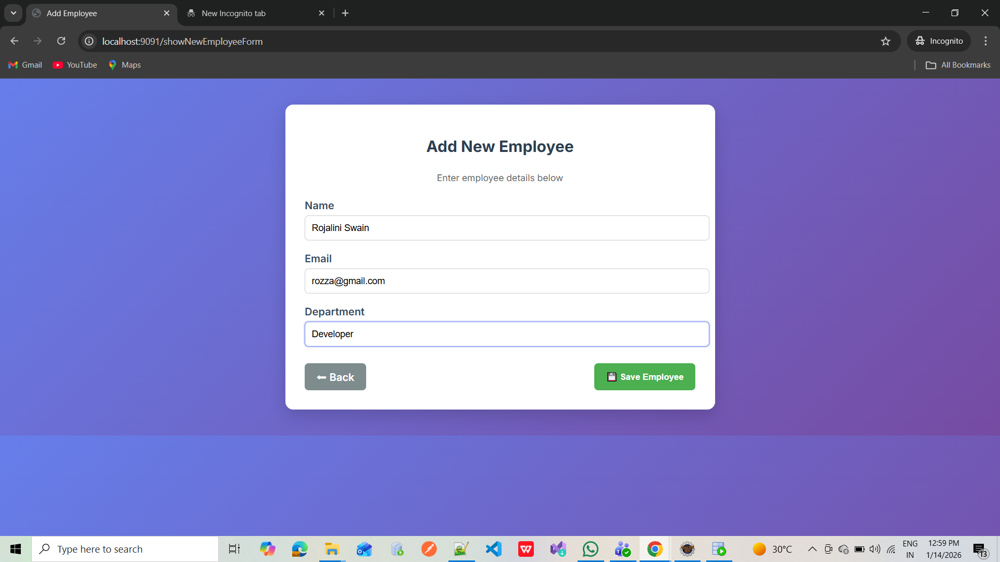 Add Employee
New Incognito tab
localhost:9091/showNewEmployeeForm
Incognito
Gmail
YouTube
Maps
All Bookmarks
Add New Employee
Enter employee details below
Name
Rojalini Swain
Email
rozza@gmail.com
Department
Developer
Back
Save Employee
Type here to search
30°C
ENG
IN
12:59 PM
1/14/2026
13